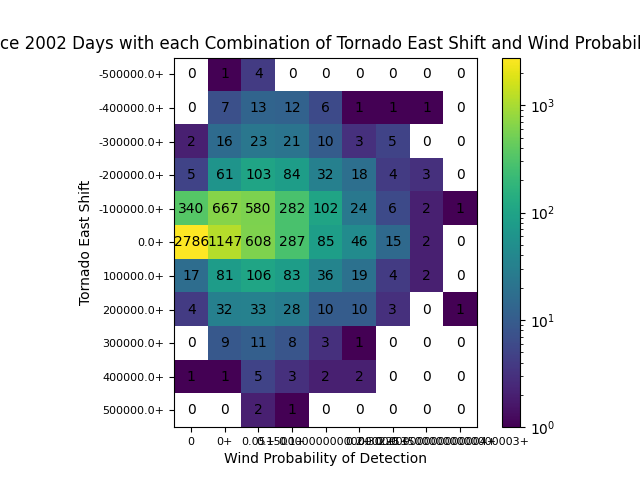 ce 2002 Days with each Combination of Tornado East Shift and Wind Probabil
-500000.0+ 0 1 4 0 0 0 0 0 0
-400000.0+ 0 7 13 12 6 1 1 1 0
-300000.0+ 2 16 23 21 10 3 5 0 0
-200000.0+ 5 61 103 84 32 18 4 3 0
-100000.0+ 340 667 580 282 102 24 6 2 1
0.0+ 2786 1147 608 287 85 46 15 2 0
100000.0+ 17 81 106 83 36 19 4 2 0
200000.0+ 4 32 33 28 10 10 3 0 1
300000.0+ 0 9 11 8 3 1 0 0 0
400000.0+ 1 1 5 3 2 2 0 0 0
500000.0+ 0 0 2 1 0 0 0 0 0
0 0+
Wind Probability of Detection
Tornado East Shift
10³
10²
10¹
10⁰